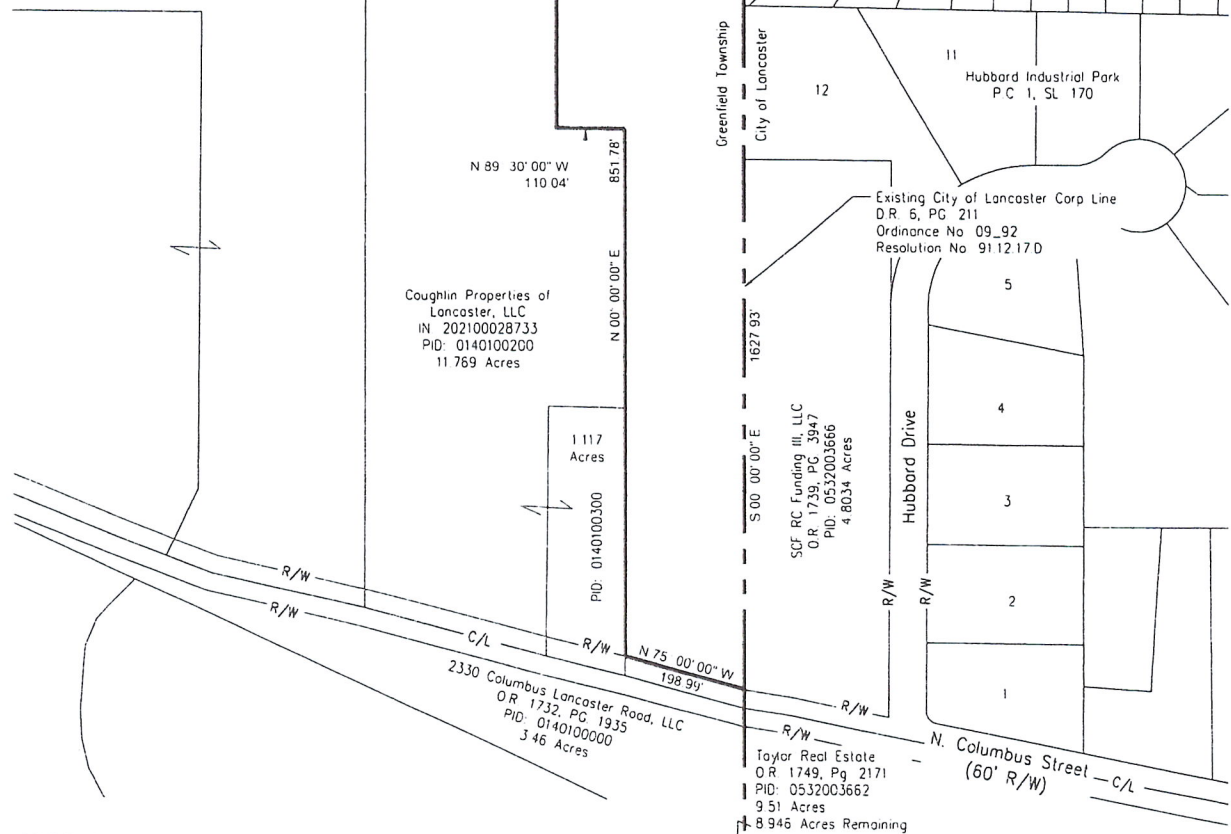 Greenfield Township
City of Lancaster
12
11
Hubbard Industrial Park
P.C 1, SL 170
N 89 30' 00" W
110 04'
851 78'
Existing City of Lancaster Corp Line
D.R. 6, PG 211
Ordinance No 09_92
Resolution No 91 12.17 D
Coughlin Properties of
Lancaster, LLC
IN 202100028733
PID: 0140100200
11.769 Acres
N 00' 00' 00" E
1627 93'
S 00 00' 00" E
5
4
3
2
1
1 117
Acres
PID: 0140100300
SCF RC Funding III, LLC
O.R. 1739, PG 3947
PID: 0532003666
4.8034 Acres
Hubbard Drive
R/W
R/W
R/W
R/W
C/L
R/W
N 75 00' 00" W
198 99'
2330 Columbus Lancaster Road, LLC
O R 1732, PG. 1935
PID: 0140100000
3 46 Acres
R/W
R/W
N. Columbus Street
(60' R/W)
C/L
Taylor Real Estate
O.R. 1749, Pg 2171
PID: 0532003662
9.51 Acres
8.946 Acres Remaining